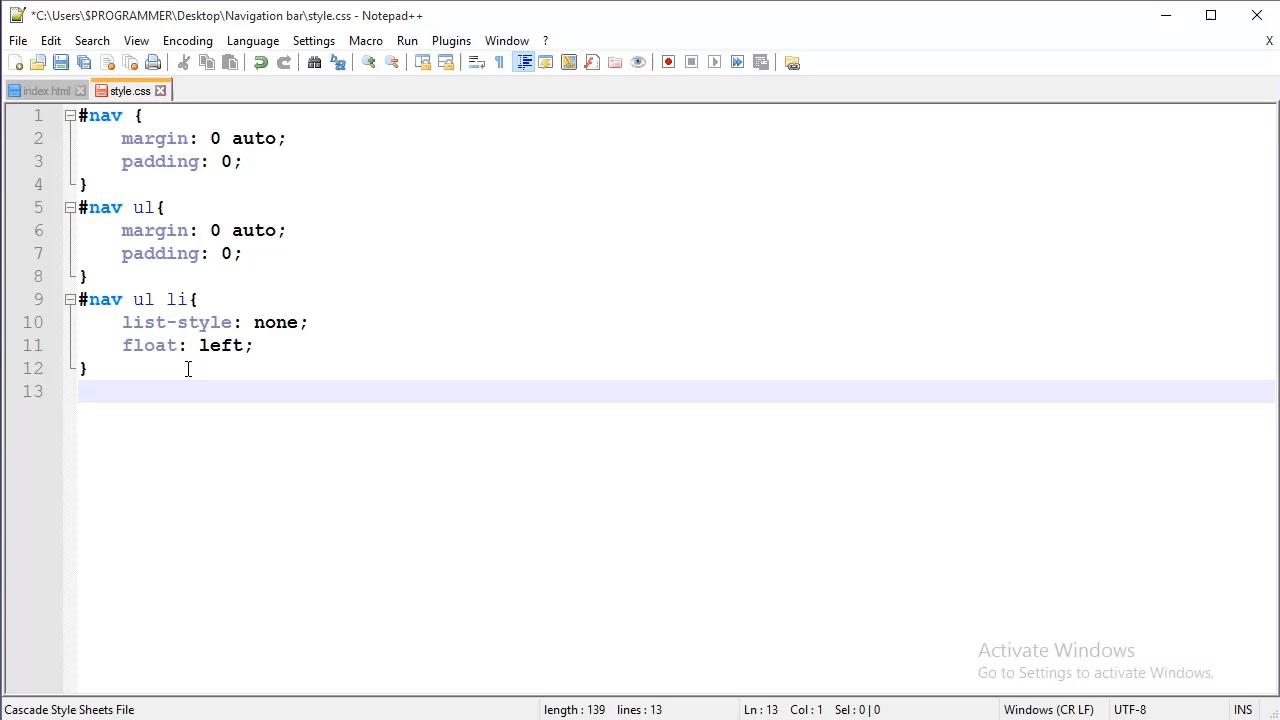 *C:\Users\$PROGRAMMER\Desktop\Navigation bar\style.css - Notepad++
File Edit Search View Encoding Language Settings Macro Run Plugins Window ? X
index.html style.css
1 #nav {
2 margin: 0 auto;
3 padding: 0;
4 }
5 #nav ul{
6 margin: 0 auto;
7 padding: 0;
8 }
9 #nav ul li{
10 list-style: none;
11 float: left;
12 }
13
Activate Windows
Go to Settings to activate Windows.
Cascade Style Sheets File length : 139 lines : 13 Ln : 13 Col : 1 Sel : 0 | 0 Windows (CR LF) UTF-8 INS